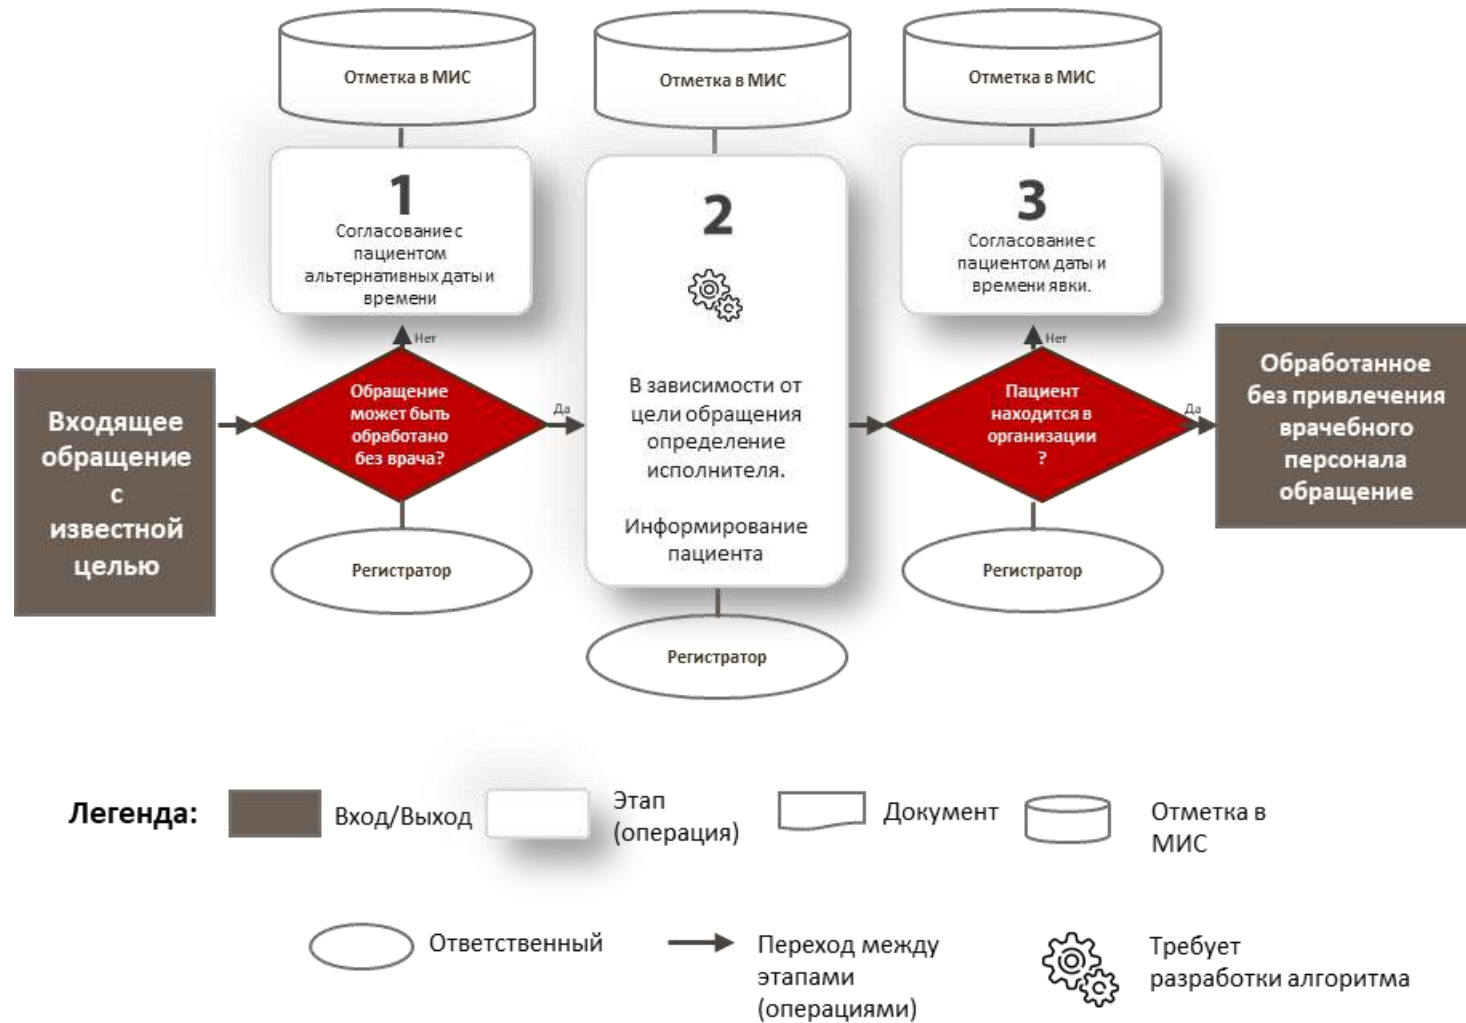 Отметка в МИС
Отметка в МИС
Отметка в МИС
1
Согласование с
пациентом
альтернативных даты и
времени
2
3
Согласование с
пациентом даты и
времени явки.
Нет
Нет
Входящее
обращение
с
известной
целью
Обращение
может быть
обработано
без врача?
Да
В зависимости от
цели обращения
определение
исполнителя.
Информирование
пациента
Пациент
находится в
организации
?
Да
Обработанное
без привлечения
врачебного
персонала
обращение
Регистратор
Регистратор
Регистратор
Легенда:
Вход/Выход
Этап
(операция)
Документ
Отметка в
МИС
Ответственный
Переход между
этапами
(операциями)
Требует
разработки алгоритма